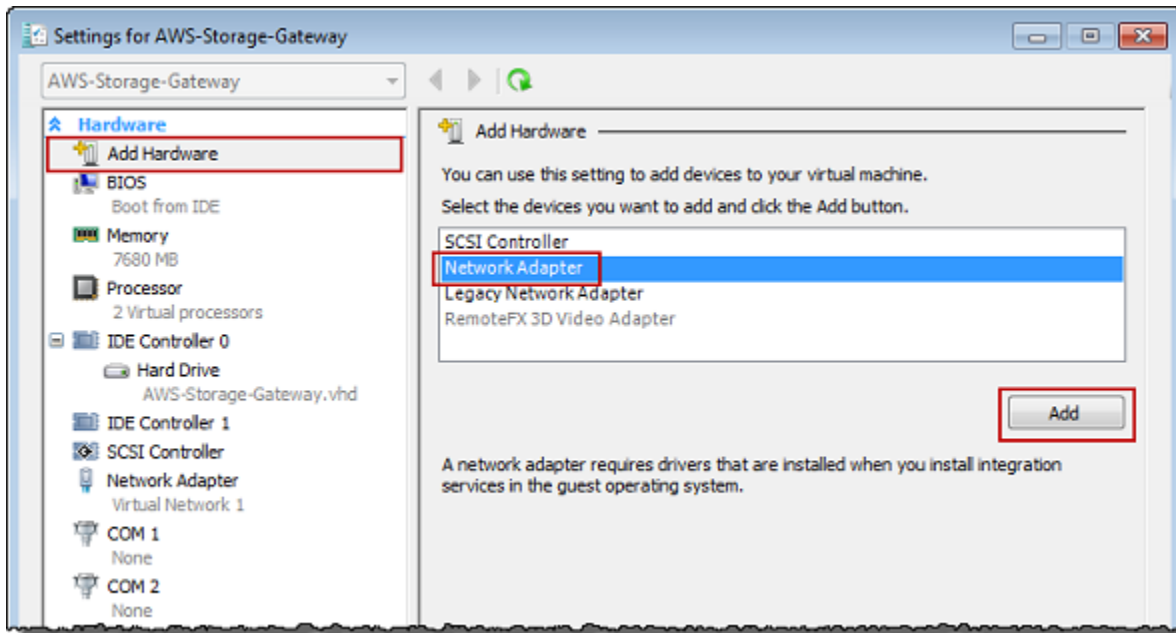 Settings for AWS-Storage-Gateway
AWS-Storage-Gateway
Hardware
Add Hardware
BIOS
Boot from IDE
Memory
7680 MB
Processor
2 Virtual processors
IDE Controller 0
Hard Drive
AWS-Storage-Gateway.vhd
IDE Controller 1
SCSI Controller
Network Adapter
Virtual Network 1
COM 1
None
COM 2
None
Add Hardware
You can use this setting to add devices to your virtual machine.
Select the devices you want to add and click the Add button.
SCSI Controller
Network Adapter
Legacy Network Adapter
RemoteFX 3D Video Adapter
Add
A network adapter requires drivers that are installed when you install integration
services in the guest operating system.